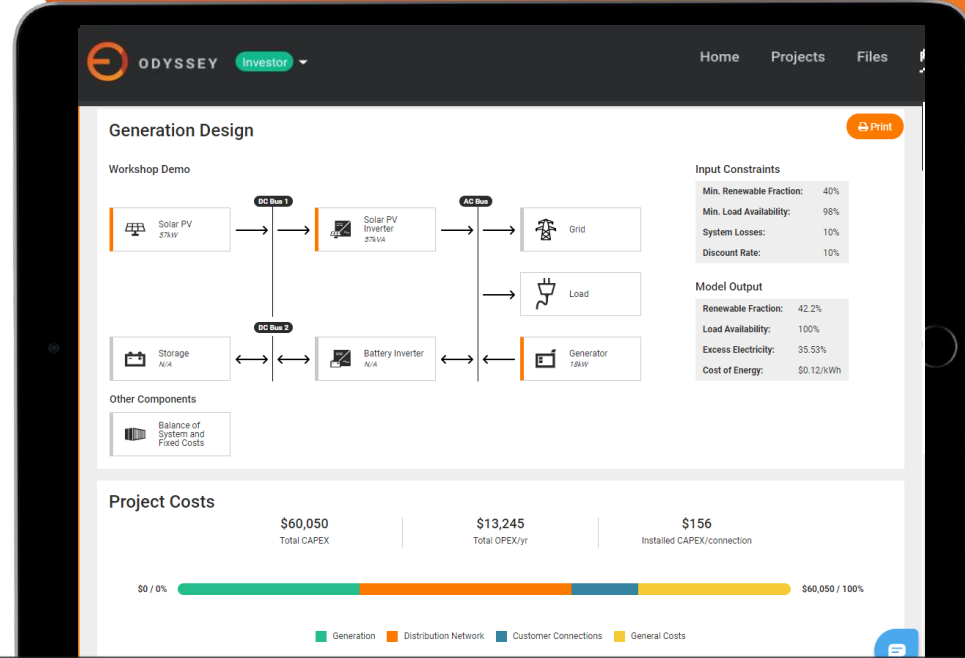 ODYSSEY
Investor
Home
Projects
Files
Generation Design
Print
Workshop Demo
Input Constraints
Min. Renewable Fraction: 40%
Min. Load Availability: 98%
System Losses: 10%
Discount Rate: 10%
DC Bus 1
AC Bus
Solar PV
57kW
Solar PV
Inverter
57kVA
Grid
Load
Model Output
Renewable Fraction: 42.2%
Load Availability: 100%
Excess Electricity: 35.53%
Cost of Energy: $0.12/kWh
DC Bus 2
Storage
N/A
Battery Inverter
N/A
Generator
18kW
Other Components
Balance of
System and
Fixed Costs
Project Costs
$60,050
Total CAPEX
$13,245
Total OPEX/yr
$156
Installed CAPEX/connection
$0 / 0%
$60,050 / 100%
Generation
Distribution Network
Customer Connections
General Costs